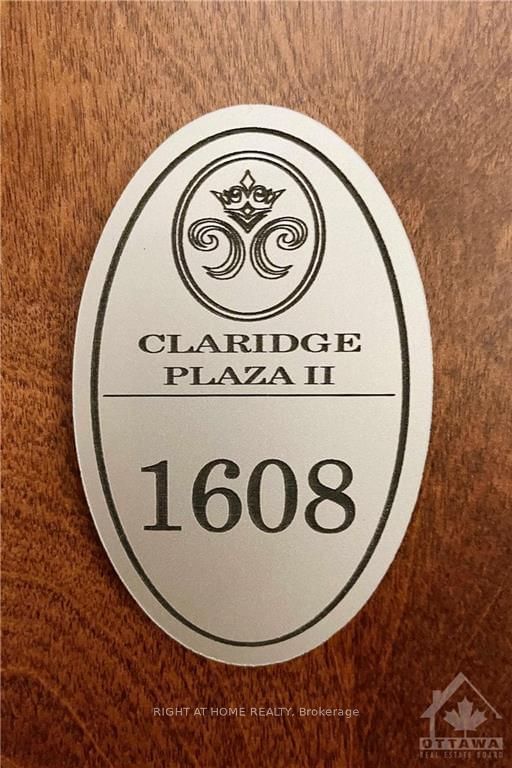 CLARIDGE
PLAZA II
1608
RIGHT AT HOME REALTY, Brokerage
OTTAWA
REAL ESTATE BOARD